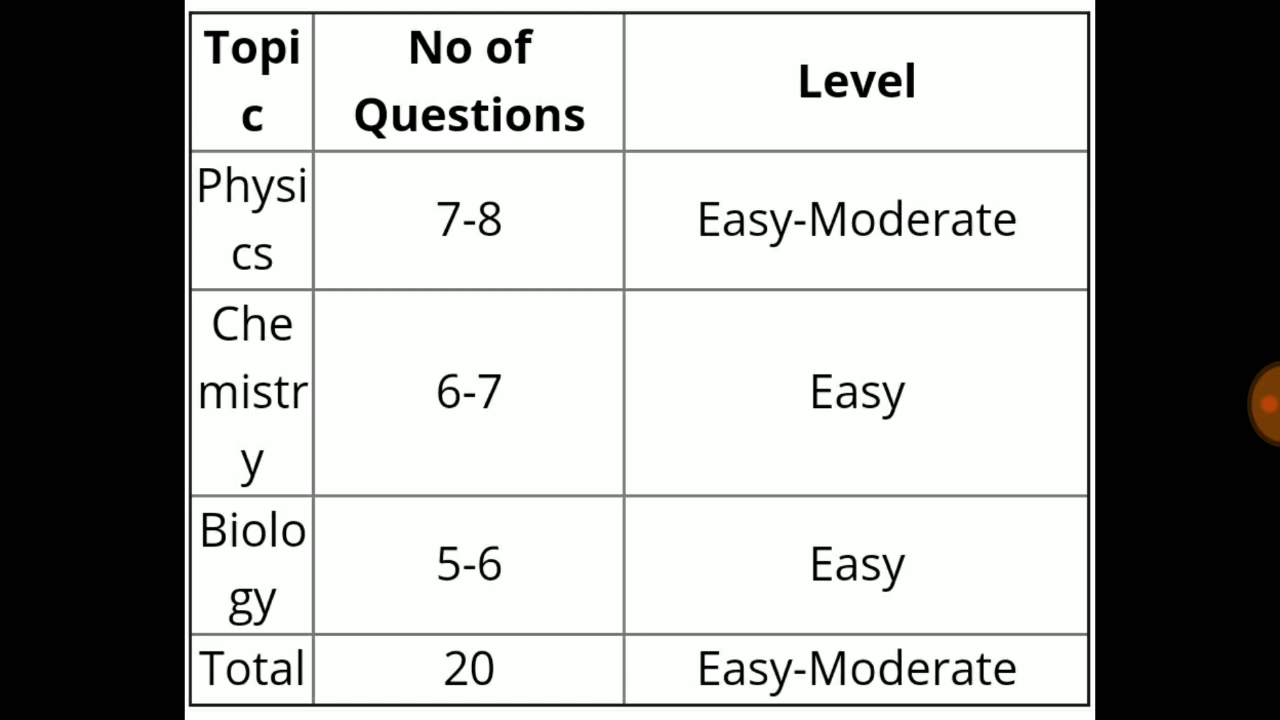 Topi
c
No of
Questions
Level
Physi
cs
7-8
Easy-Moderate
Che
mistr
y
6-7
Easy
Biolo
gy
5-6
Easy
Total
20
Easy-Moderate